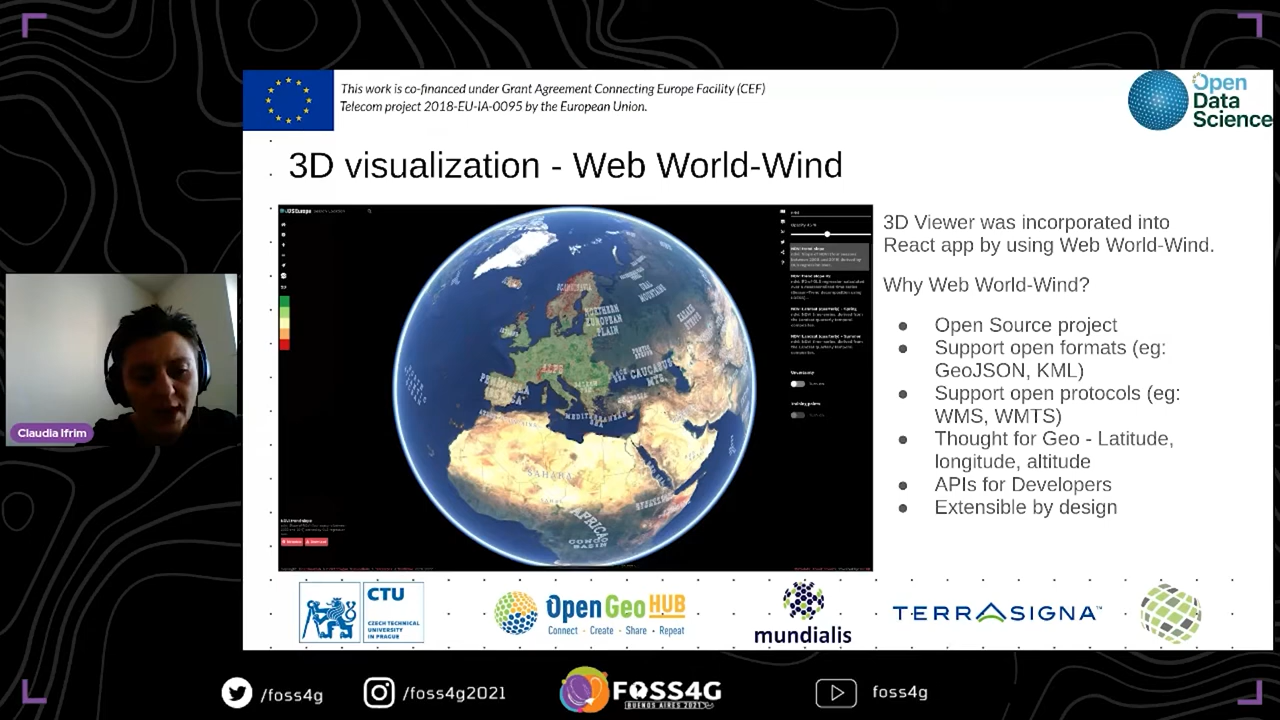 This work is co-financed under Grant Agreement Connecting Europe Facility (CEF)
Telecom project 2018-EU-IA-0095 by the European Union.
Open
Data
Science
3D visualization - Web World-Wind
3D Viewer was incorporated into
React app by using Web World-Wind.
Why Web World-Wind?
Open Source project
Support open formats (eg:
GeoJSON, KML)
Support open protocols (eg:
WMS, WMTS)
Thought for Geo - Latitude,
longitude, altitude
APIs for Developers
Extensible by design
NORTHERN
EUROPEAN
PLAIN
CAUCASUS
MTS.
SAHARA
AFRICA
CONGO
BASIN
Claudia Ifrim
CTU
CZECH TECHNICAL
UNIVERSITY
IN PRAGUE
OpenGeoHUB
Connect · Create · Share · Repeat
mundialis
TERRASIGNA™
/foss4g
/foss4g2021
FOSS4G
BUENOS AIRES 2021
foss4g